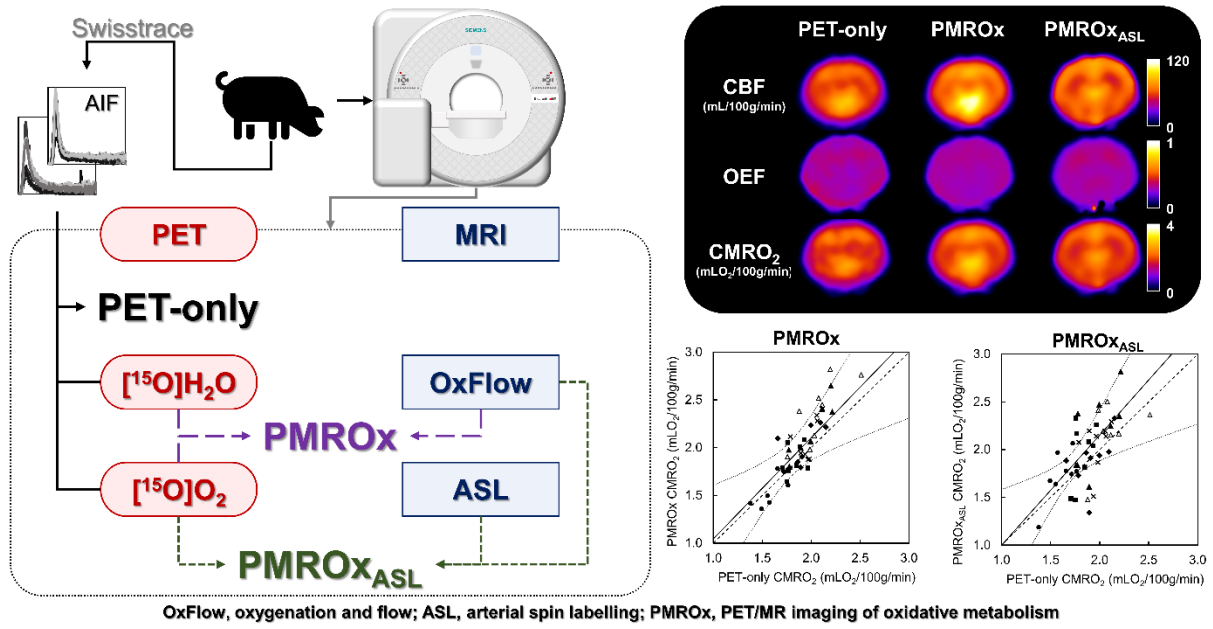 Swisstrace
AIF
SIEMENS
PET
MRI
PET-only
[¹⁵O]H₂O
OxFlow
PMROx
[¹⁵O]O₂
ASL
PMROx_ASL
PET-only PMROx PMROx_ASL
CBF
(mL/100g/min)
120
0
OEF
1
0
CMRO₂
(mLO₂/100g/min)
4
0
PMROx
PMROx CMRO₂ (mLO₂/100g/min)
3.0
2.5
2.0
1.5
1.0
1.0 1.5 2.0 2.5 3.0
PET-only CMRO₂ (mLO₂/100g/min)
PMROx_ASL
PMROx_ASL CMRO₂ (mLO₂/100g/min)
3.0
2.5
2.0
1.5
1.0
1.0 1.5 2.0 2.5 3.0
PET-only CMRO₂ (mLO₂/100g/min)
OxFlow, oxygenation and flow; ASL, arterial spin labelling; PMROx, PET/MR imaging of oxidative metabolism